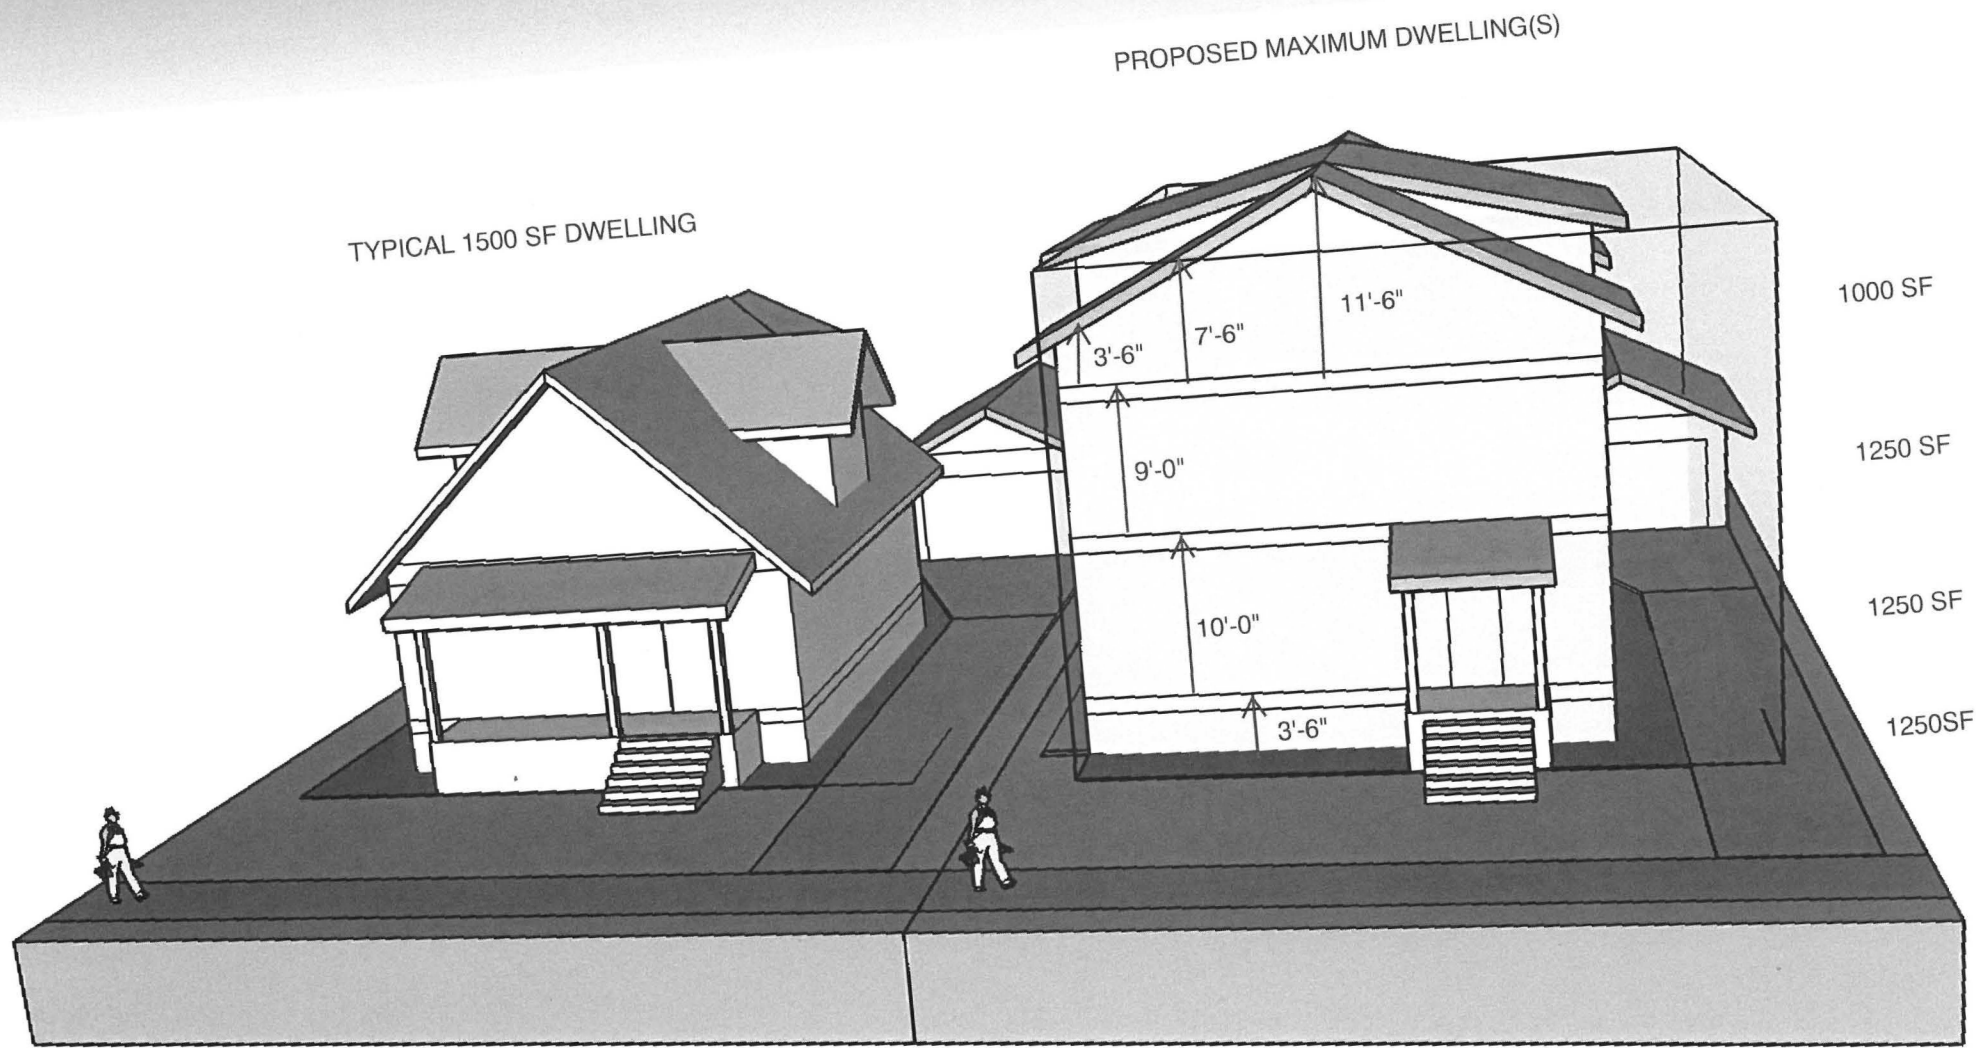 PROPOSED MAXIMUM DWELLING(S)
TYPICAL 1500 SF DWELLING
11'-6"
7'-6"
3'-6"
1000 SF
9'-0"
1250 SF
10'-0"
1250 SF
3'-6"
1250SF